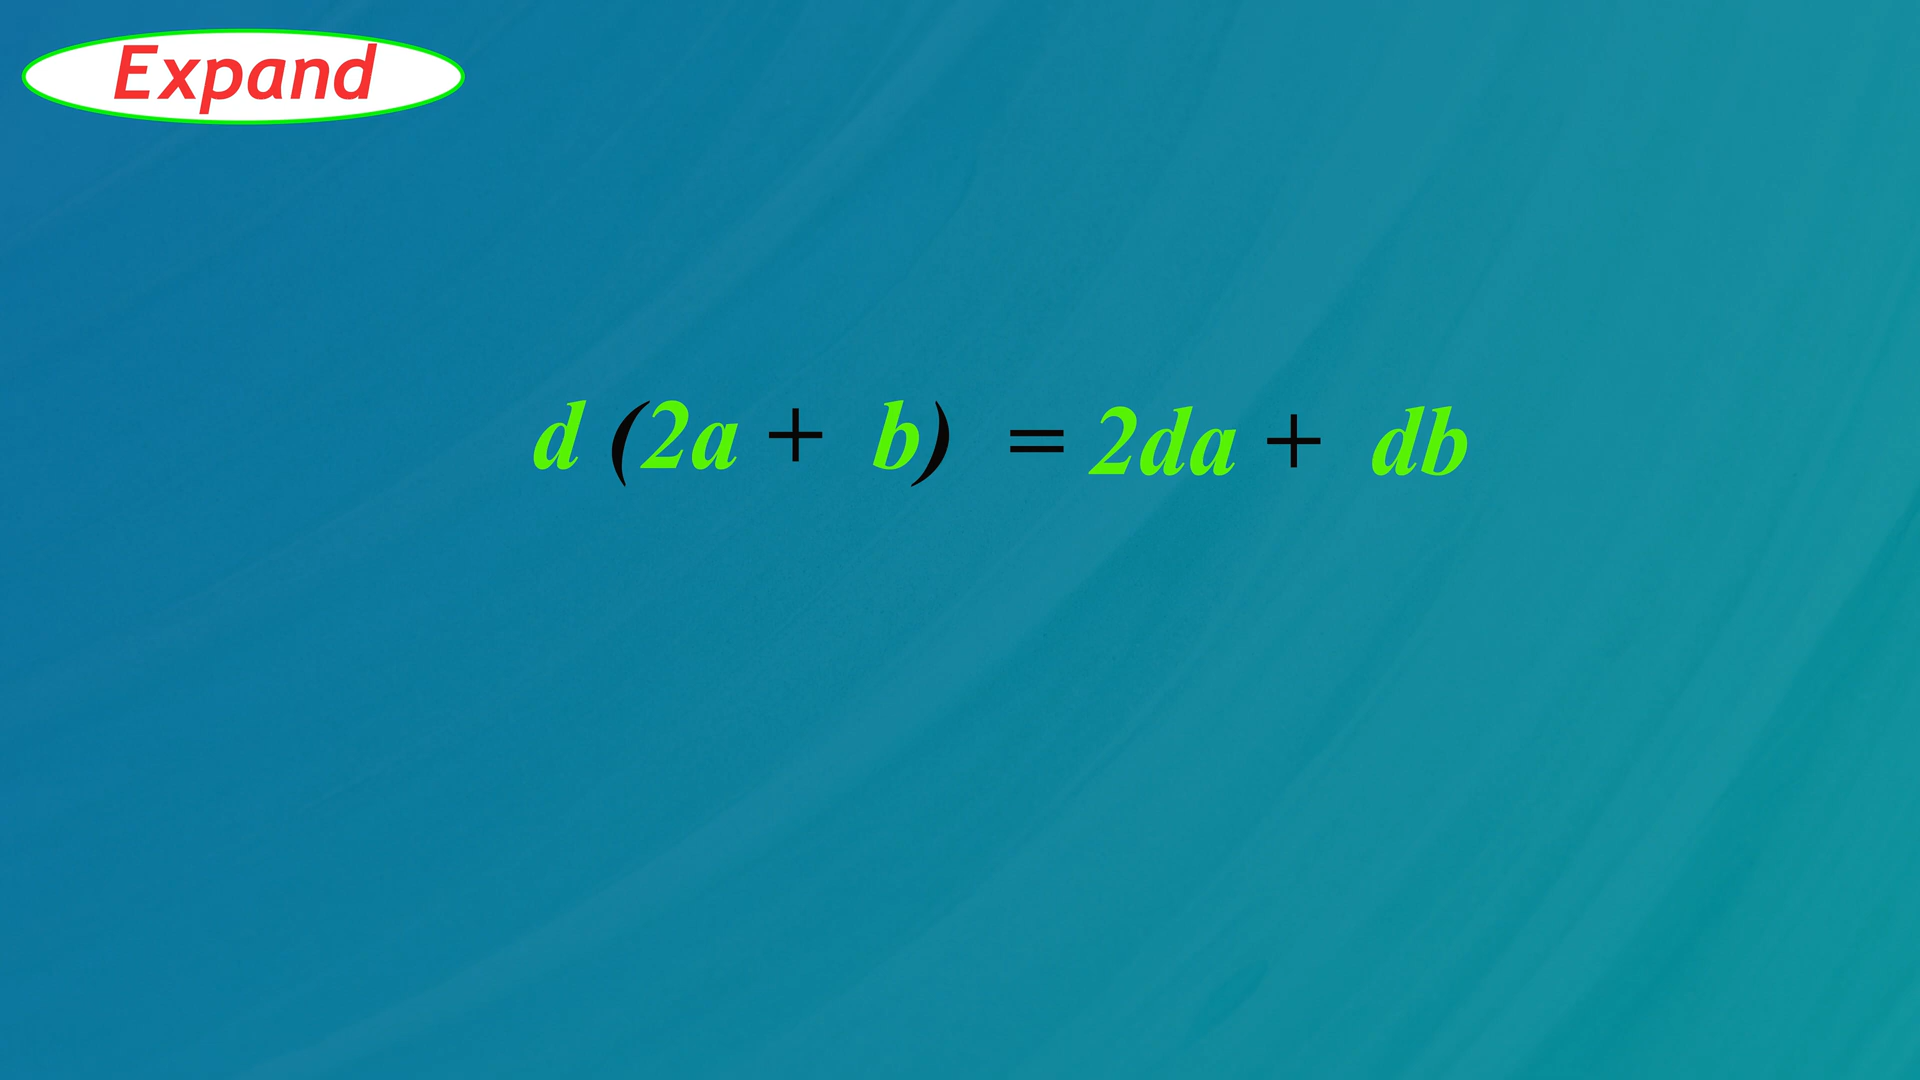 Expand
d (2a + b) = 2da + db